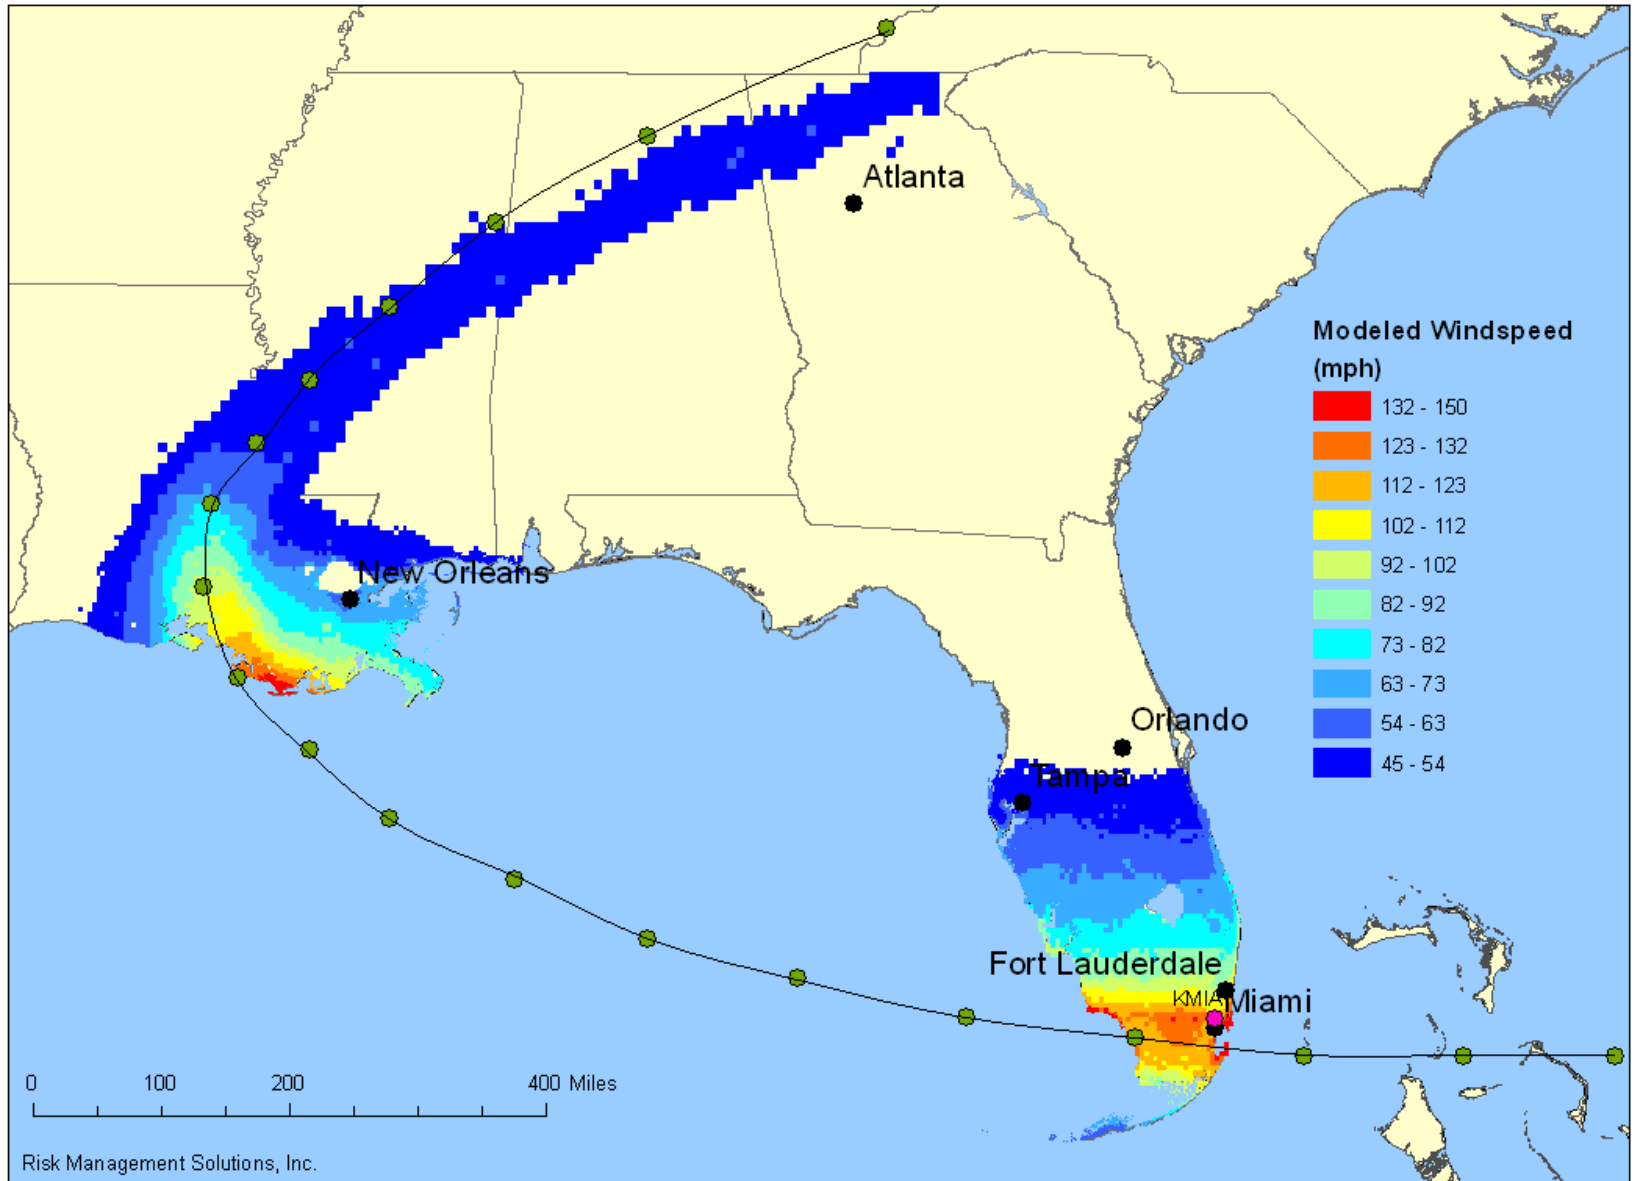 Atlanta
Modeled Windspeed
(mph)
132 - 150
123 - 132
112 - 123
102 - 112
92 - 102
82 - 92
73 - 82
63 - 73
54 - 63
45 - 54
New Orleans
Orlando
Tampa
Fort Lauderdale
KMIA
Miami
0 100 200 400 Miles
Risk Management Solutions, Inc.